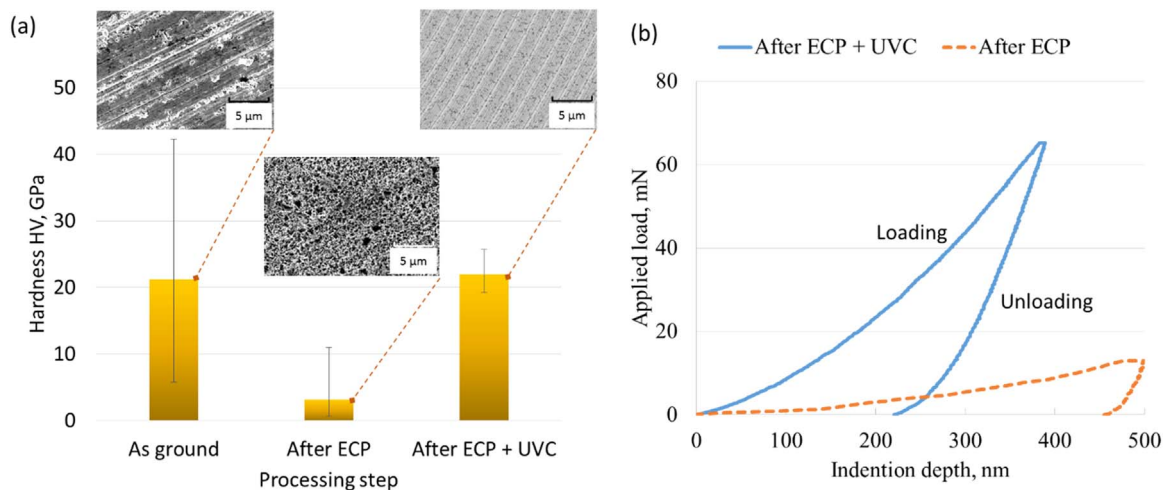 (a)
5 µm
5 µm
5 µm
50
40
30
20
10
0
Hardness HV, GPa
As ground
After ECP
After ECP + UVC
Processing step
(b)
After ECP + UVC
After ECP
80
60
40
20
0
Applied load, mN
Loading
Unloading
0
100
200
300
400
500
Indention depth, nm